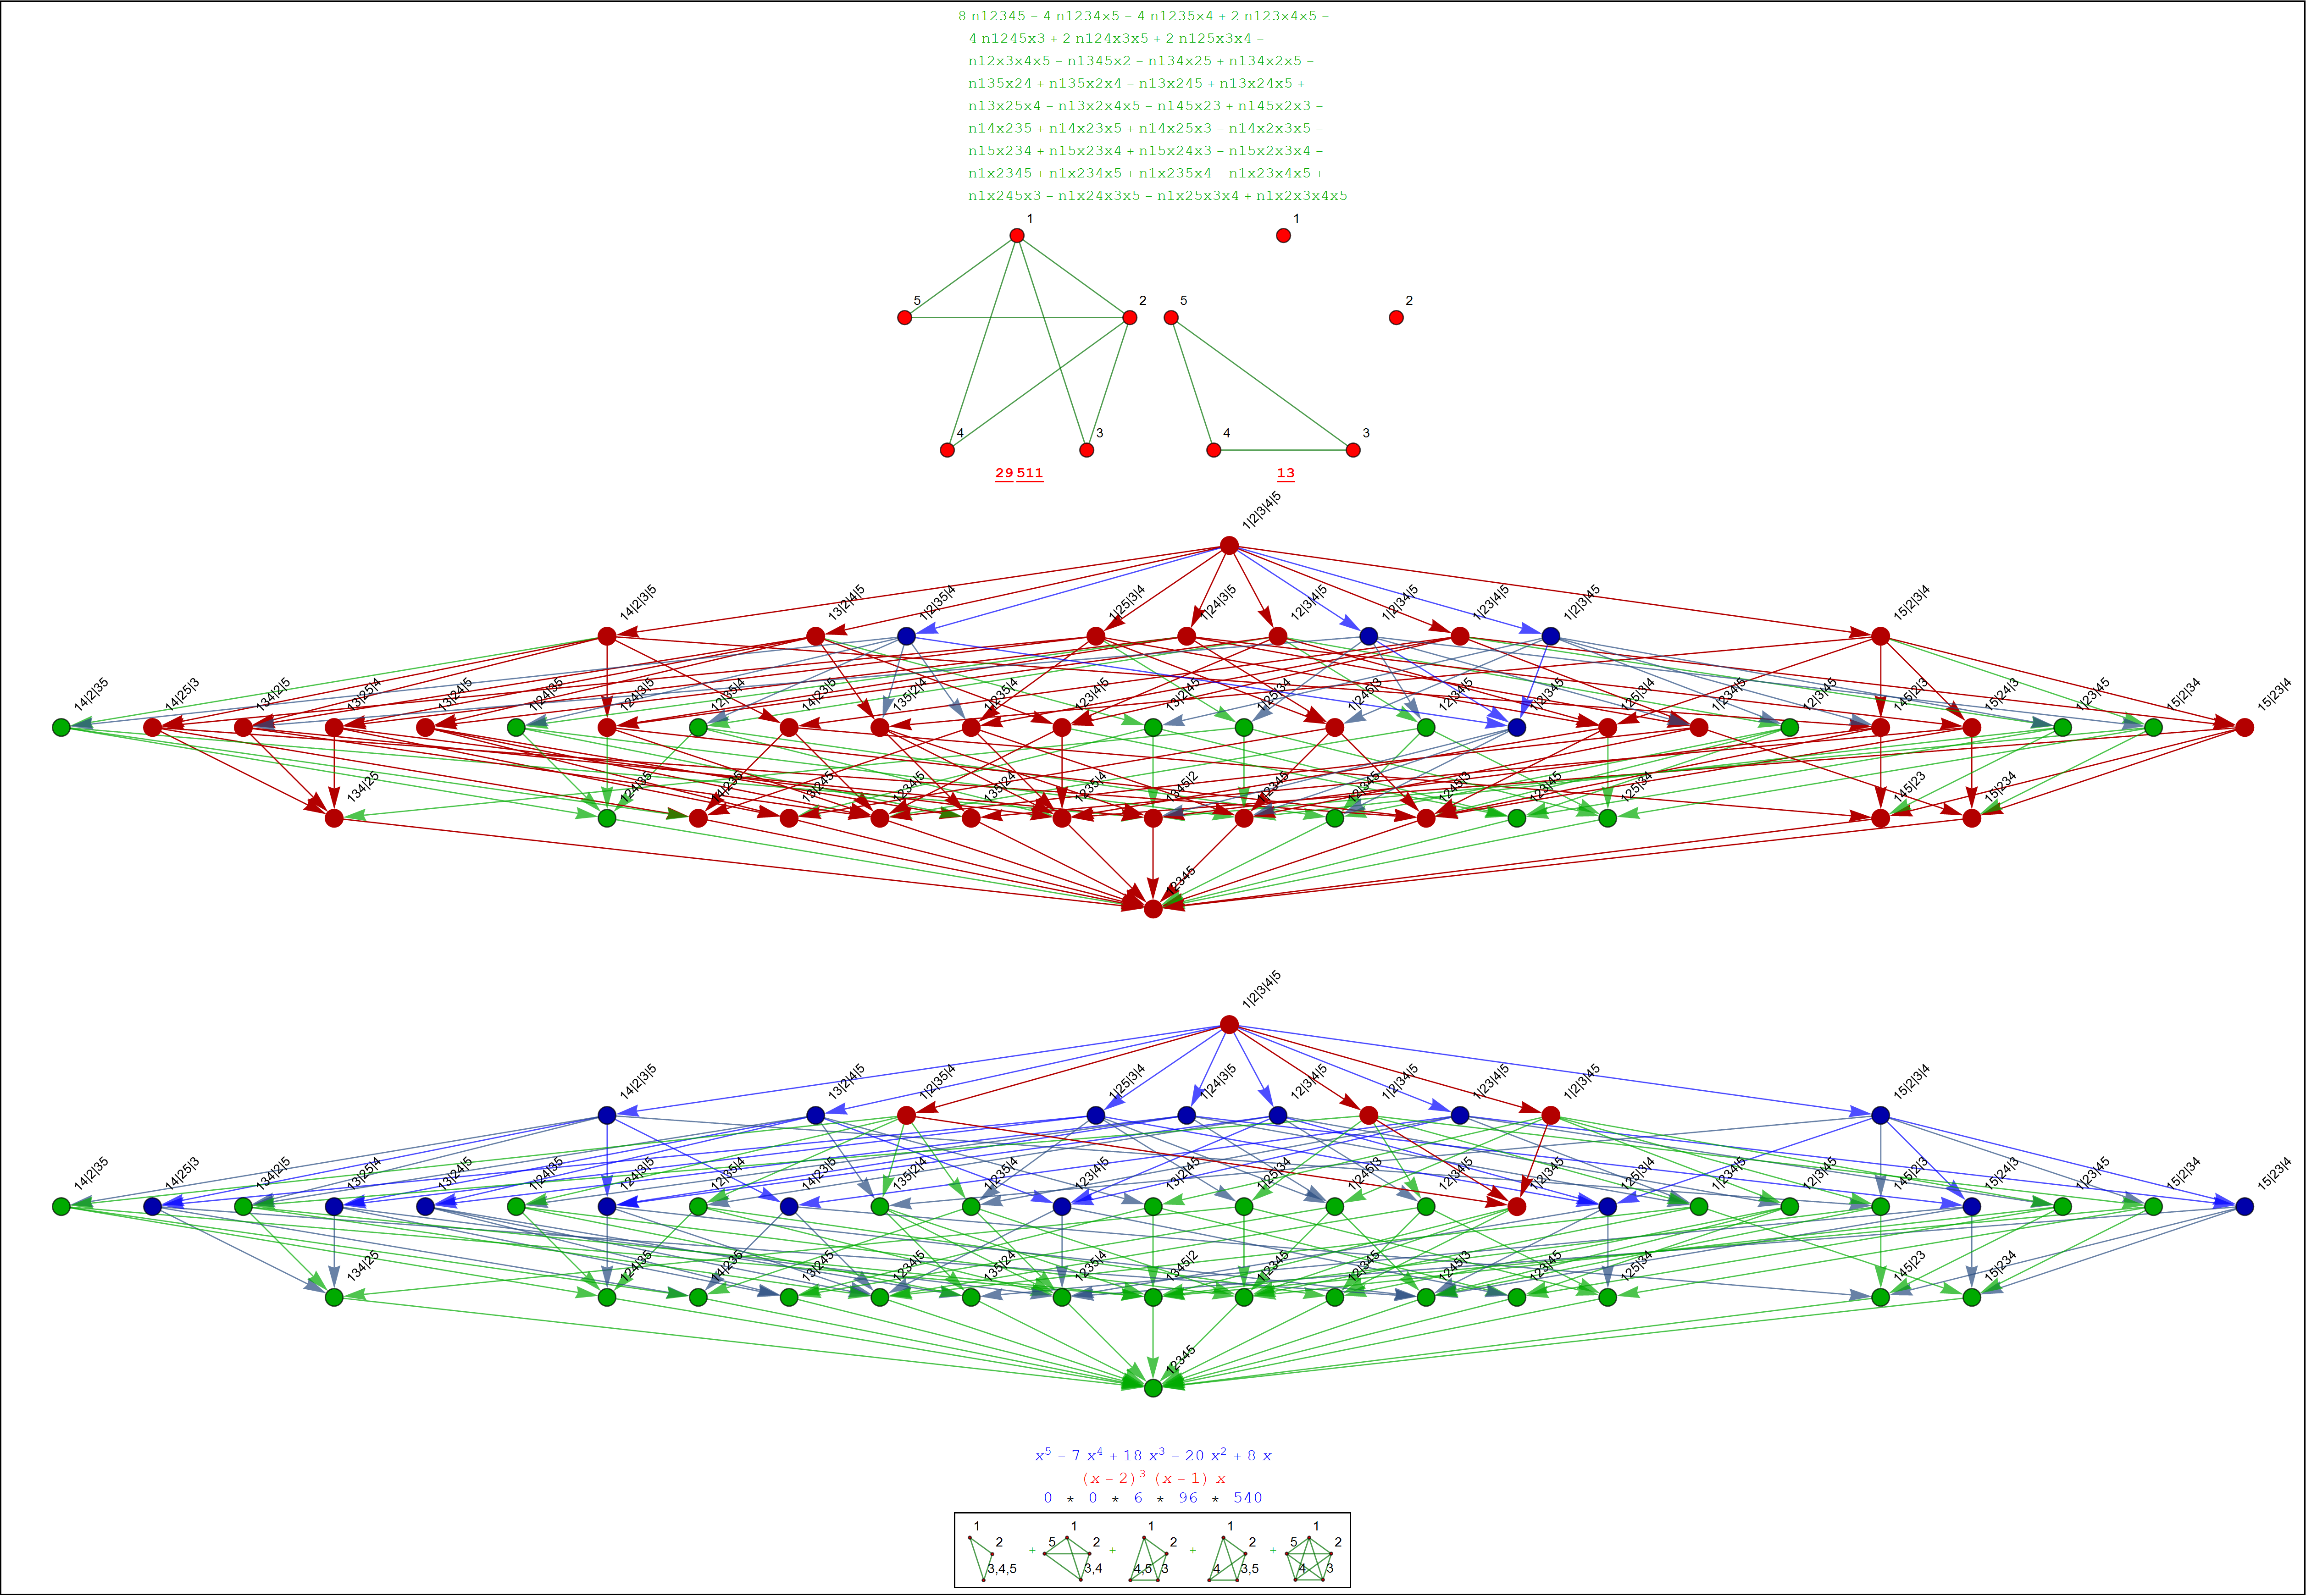 8 n12345 − 4 n1234x5 − 4 n1235x4 + 2 n123x4x5 −
4 n1245x3 + 2 n124x3x5 + 2 n125x3x4 −
n12x3x4x5 − n1345x2 − n134x25 + n134x2x5 −
n135x24 + n135x2x4 − n13x245 + n13x24x5 +
n13x25x4 − n13x2x4x5 − n145x23 + n145x2x3 −
n14x235 + n14x23x5 + n14x25x3 − n14x2x3x5 −
n15x234 + n15x23x4 + n15x24x3 − n15x2x3x4 −
n1x2345 + n1x234x5 + n1x235x4 − n1x23x4x5 +
n1x245x3 − n1x24x3x5 − n1x25x3x4 + n1x2x3x4x5
1 1
5 2 5 2
4 3 4 3
29 511 13
1|2|3|4|5
14|2|3|5 13|2|4|5 1|2|35|4 1|25|3|4 1|24|3|5 12|3|4|5 1|2|34|5 1|23|4|5 1|2|3|45 15|2|3|4
14|2|35 14|25|3 134|2|5 13|25|4 13|24|5 1|24|35 124|3|5 12|35|4 14|23|5 135|2|4 1|235|4 123|4|5 13|2|45 1|25|34 1|245|3 12|34|5 1|2|345 125|3|4 1|234|5 12|3|45 145|2|3 15|24|3 1|23|45 15|2|34 15|23|4
134|25 124|35 14|235 13|245 1234|5 135|24 1235|4 1345|2 1|2345 12|345 1245|3 123|45 125|34 145|23 15|234
12345
1|2|3|4|5
14|2|3|5 13|2|4|5 1|2|35|4 1|25|3|4 1|24|3|5 12|3|4|5 1|2|34|5 1|23|4|5 1|2|3|45 15|2|3|4
14|2|35 14|25|3 134|2|5 13|25|4 13|24|5 1|24|35 124|3|5 12|35|4 14|23|5 135|2|4 1|235|4 123|4|5 13|2|45 1|25|34 1|245|3 12|34|5 1|2|345 125|3|4 1|234|5 12|3|45 145|2|3 15|24|3 1|23|45 15|2|34 15|23|4
134|25 124|35 14|235 13|245 1234|5 135|24 1235|4 1345|2 1|2345 12|345 1245|3 123|45 125|34 145|23 15|234
12345
x⁵ − 7 x⁴ + 18 x³ − 20 x² + 8 x
(x − 2)³ (x − 1) x
0 * 0 * 6 * 96 * 540
1 1 1 1 1
2 + 5 2 + 2 + 2 + 5 2
3,4,5 3,4 4,5 3 4 3,5 4 3